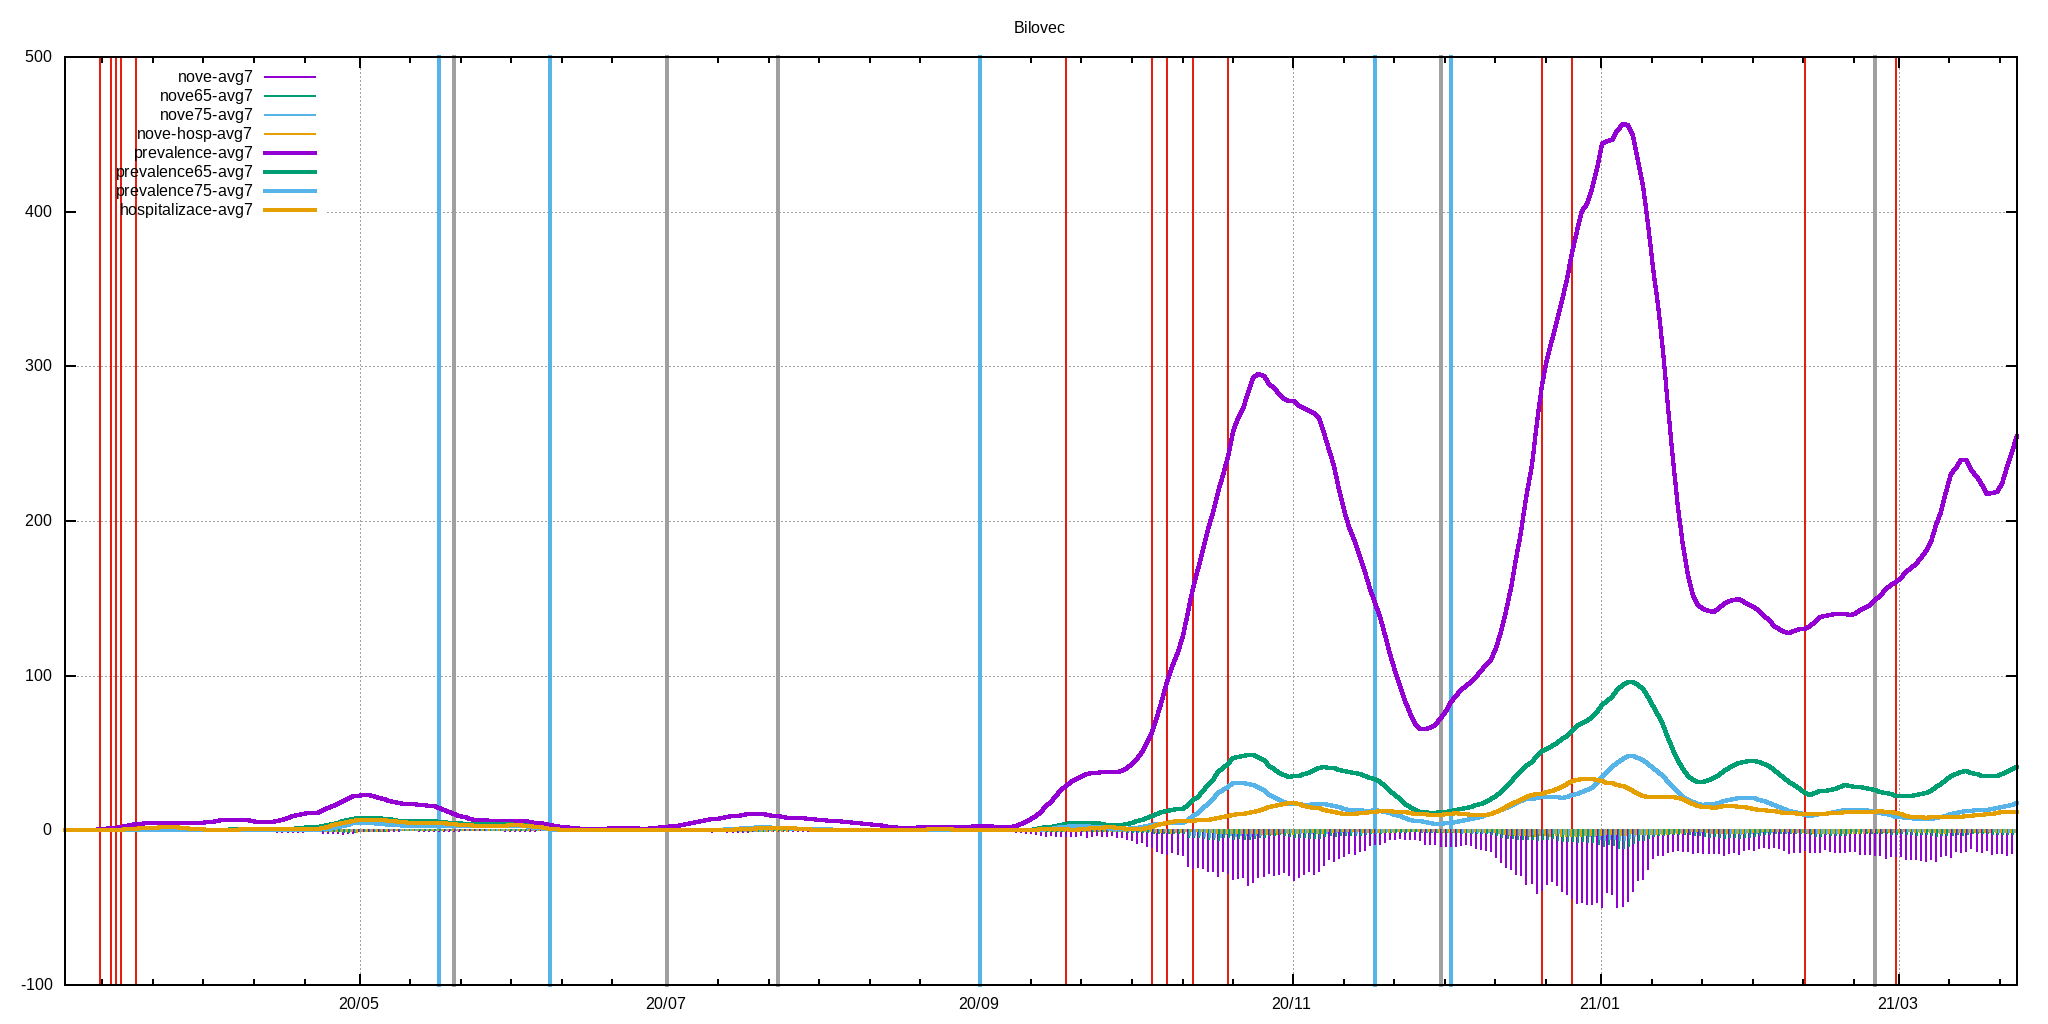 Bilovec
500
400
300
200
100
0
-100
nove-avg7
nove65-avg7
nove75-avg7
nove-hosp-avg7
prevalence-avg7
prevalence65-avg7
prevalence75-avg7
hospitalizace-avg7
20/05 20/07 20/09 20/11 21/01 21/03